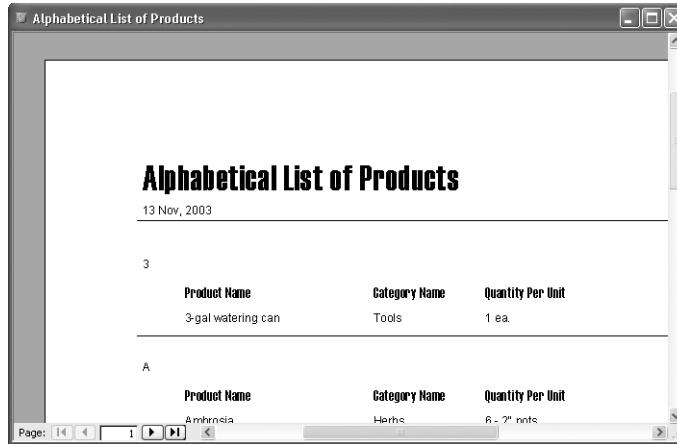 Alphabetical List of Products
Alphabetical List of Products
13 Nov, 2003
3
Product Name Category Name Quantity Per Unit
3-gal watering can Tools 1 ea.
A
Product Name Category Name Quantity Per Unit
Ambrosia Herbs 6 - 2" pots
Page: 1